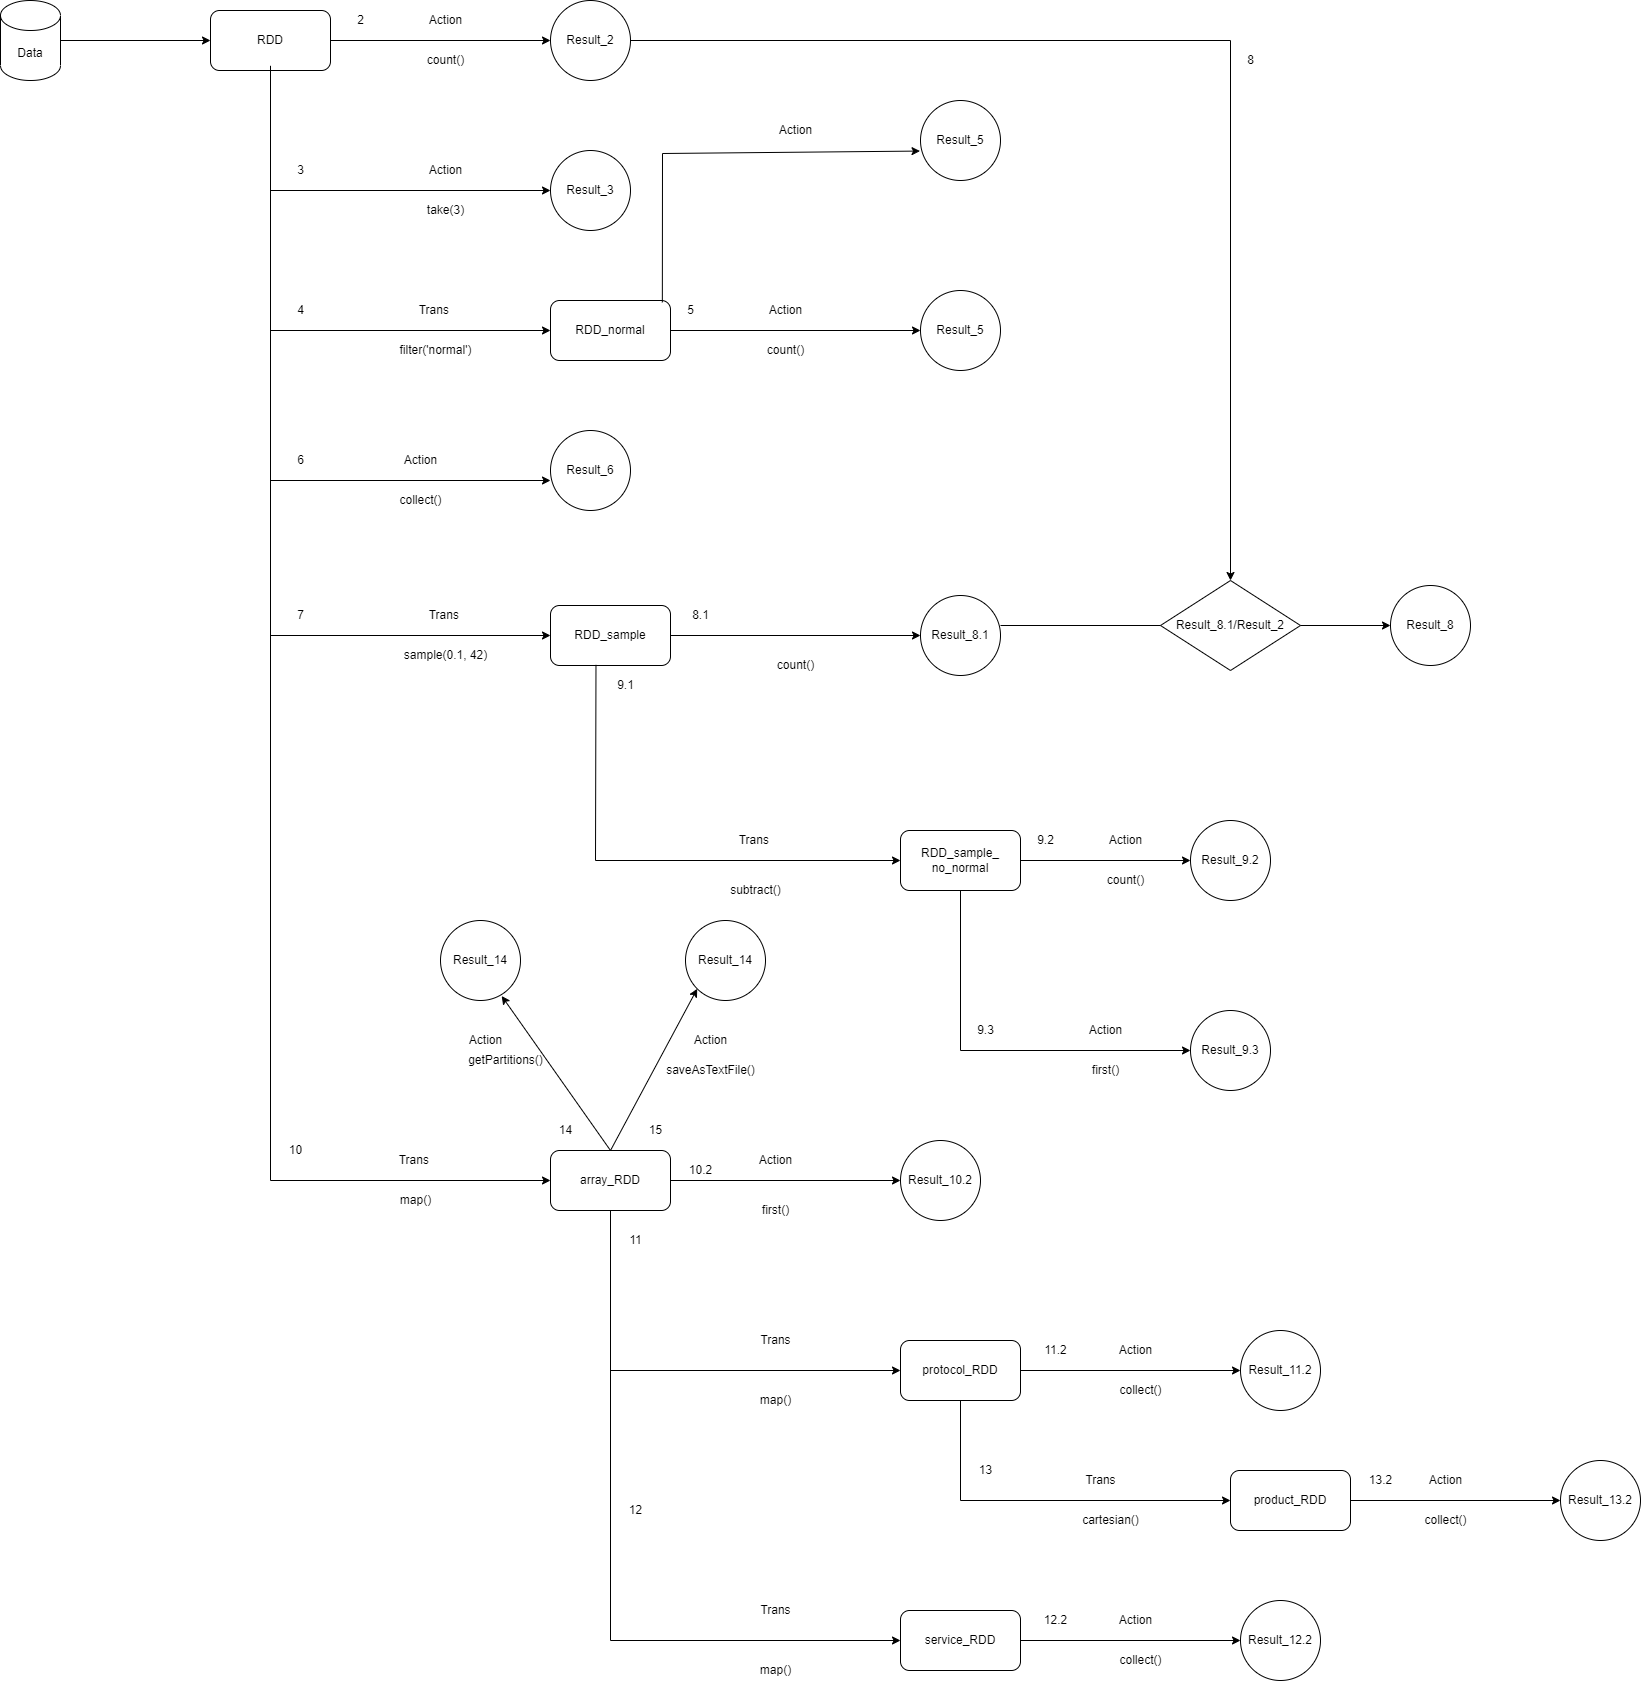 Data
RDD
2
Action
count()
Result_2
8
3
Action
take(3)
Result_3
Action
Result_5
4
Trans
filter('normal')
RDD_normal
5
Action
count()
Result_5
6
Action
collect()
Result_6
7
Trans
sample(0.1, 42)
RDD_sample
8.1
count()
Result_8.1
Result_8.1/Result_2
Result_8
9.1
Trans
subtract()
RDD_sample_
no_normal
9.2
Action
count()
Result_9.2
9.3
Action
first()
Result_9.3
Result_14
Result_14
Action
getPartitions()
Action
saveAsTextFile()
14
15
10
Trans
map()
array_RDD
10.2
Action
first()
Result_10.2
11
Trans
map()
protocol_RDD
11.2
Action
collect()
Result_11.2
13
Trans
cartesian()
product_RDD
13.2
Action
collect()
Result_13.2
12
Trans
map()
service_RDD
12.2
Action
collect()
Result_12.2